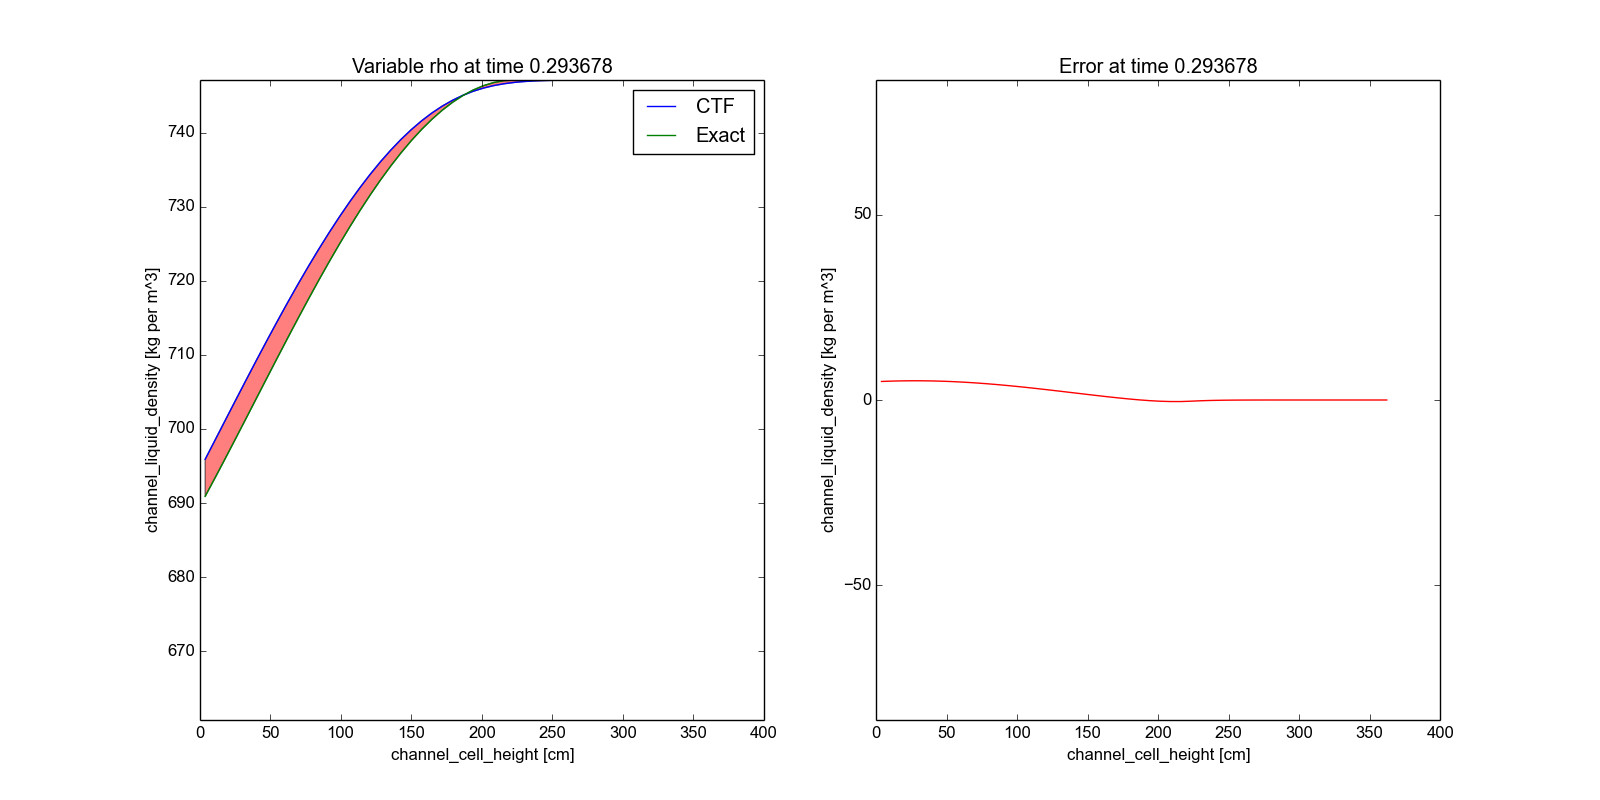 Variable rho at time 0.293678
CTF
Exact
740
730
720
710
700
690
680
670
channel_liquid_density [kg per m^3]
0 50 100 150 200 250 300 350 400
channel_cell_height [cm]
Error at time 0.293678
50
0
−50
channel_liquid_density [kg per m^3]
0 50 100 150 200 250 300 350 400
channel_cell_height [cm]